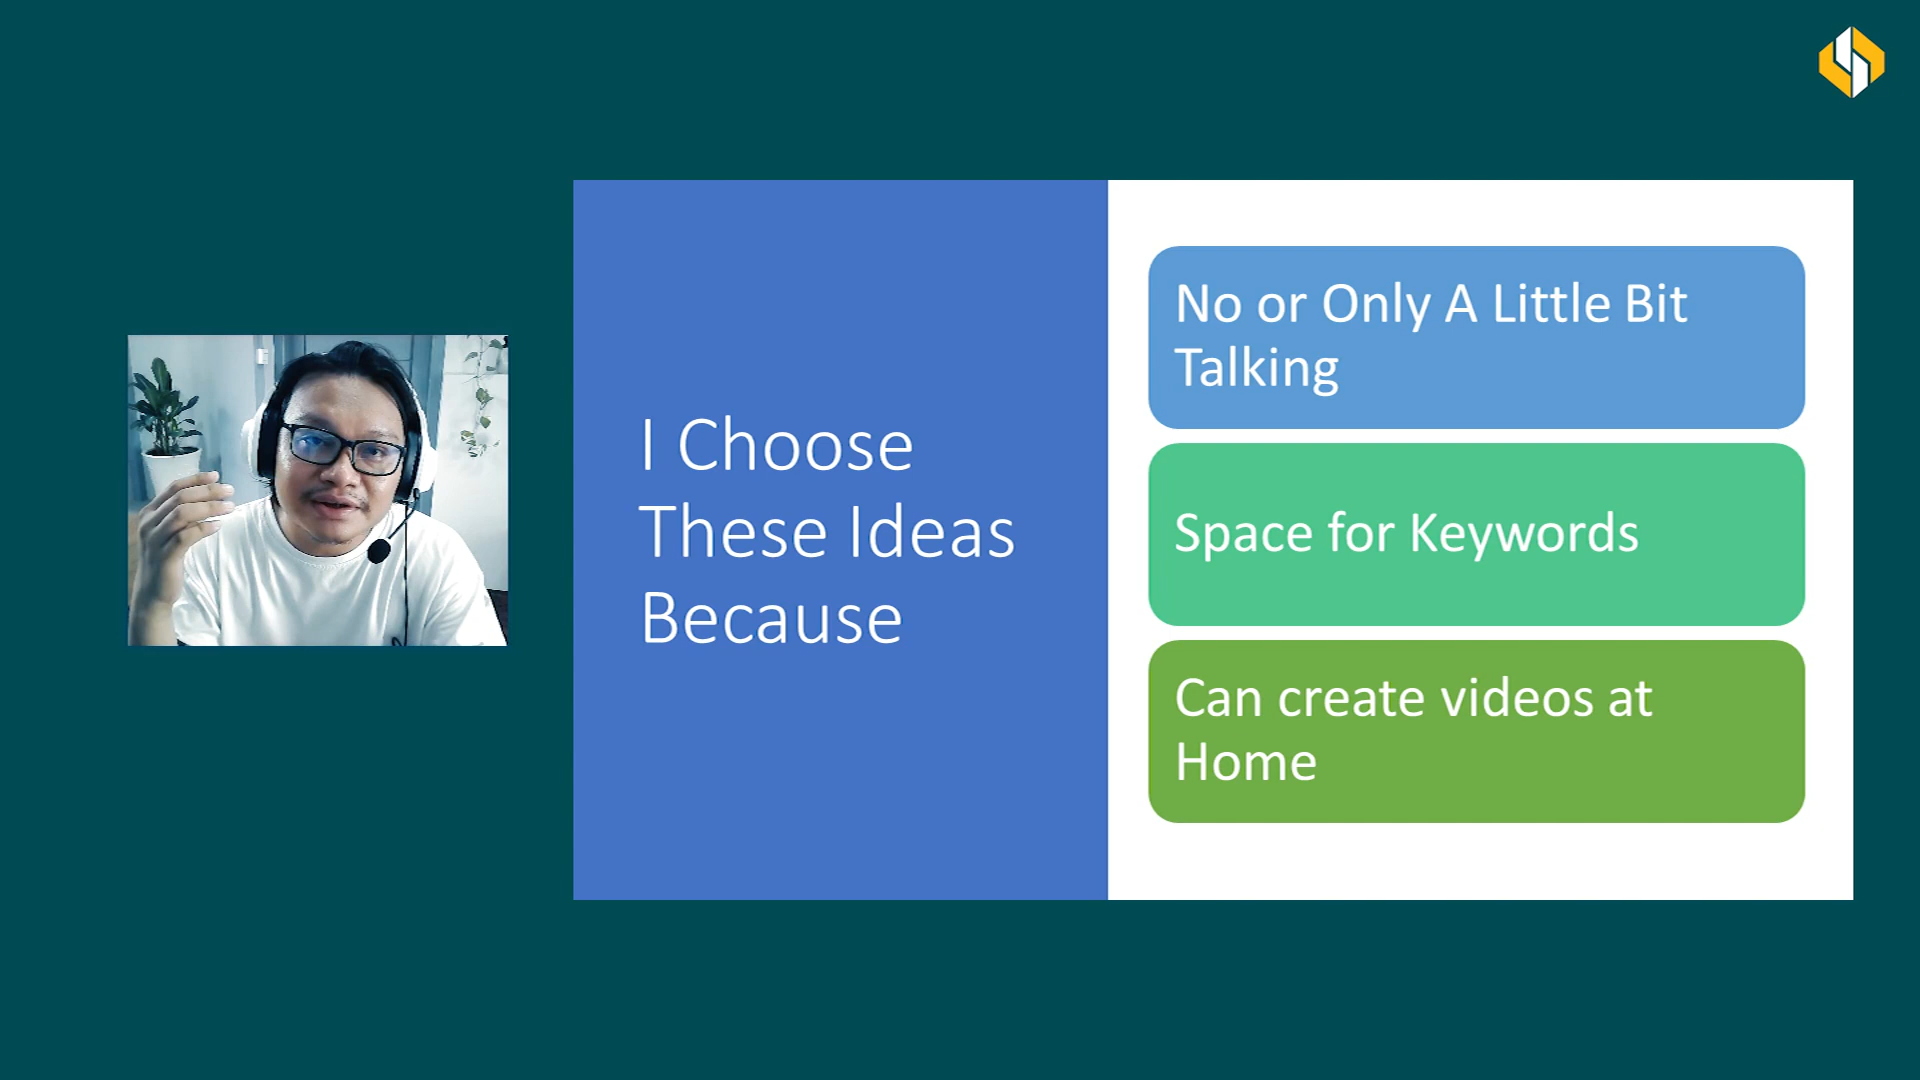 I Choose
These Ideas
Because
No or Only A Little Bit
Talking
Space for Keywords
Can create videos at
Home